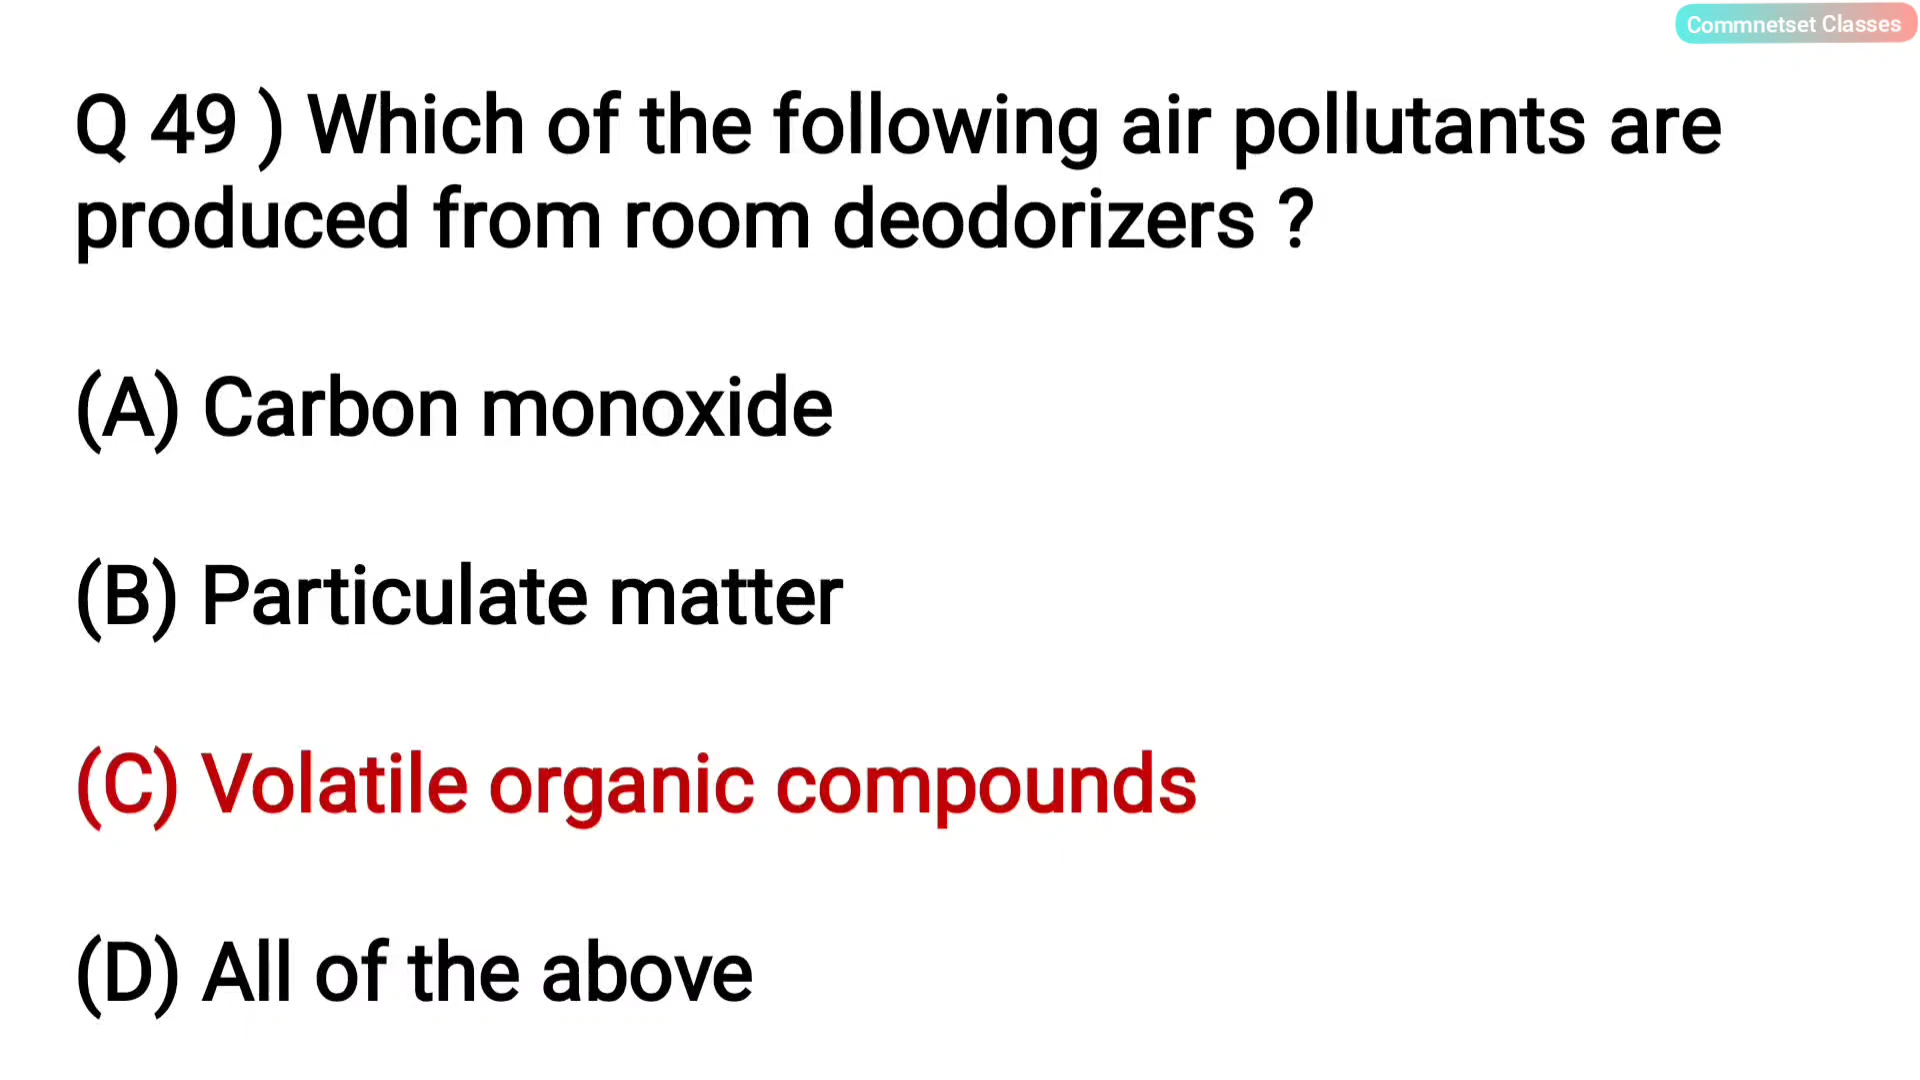 Commnetset Classes
Q 49 ) Which of the following air pollutants are
produced from room deodorizers ?
(A) Carbon monoxide
(B) Particulate matter
(C) Volatile organic compounds
(D) All of the above